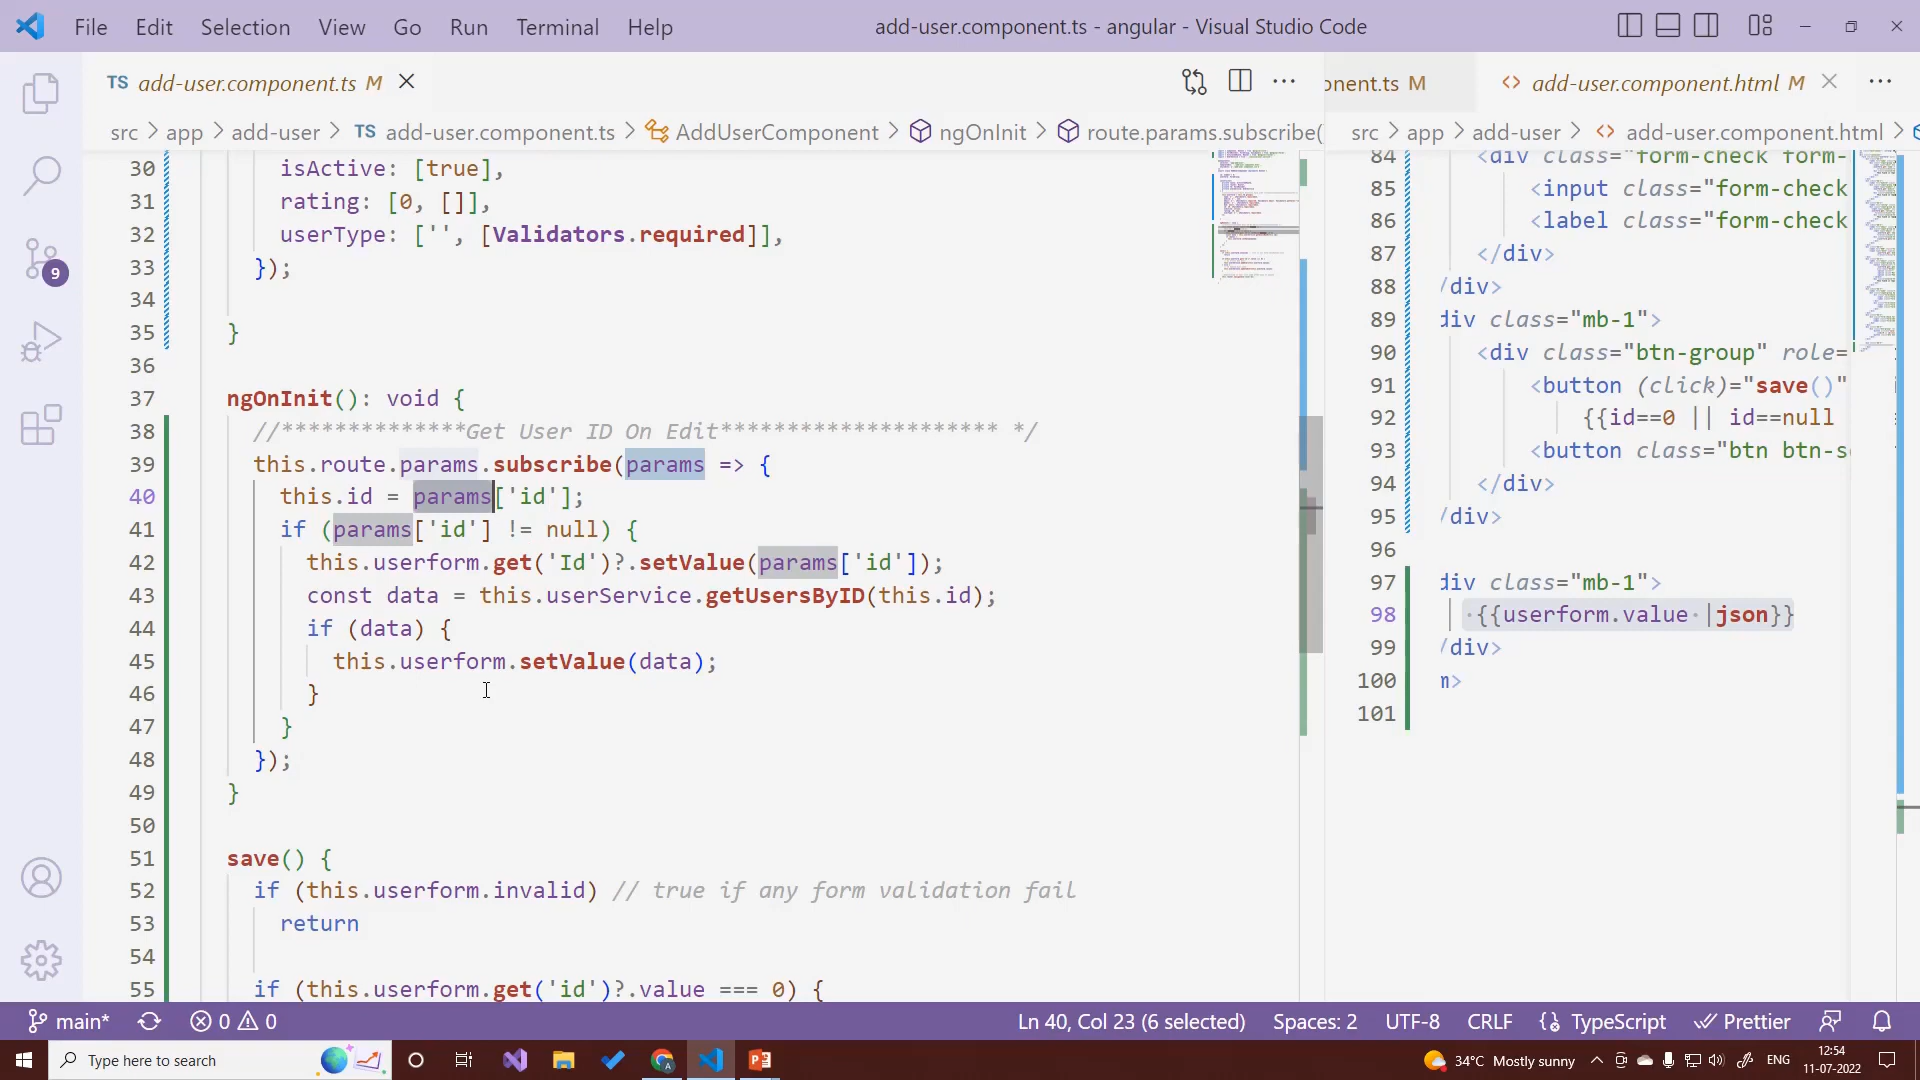 File Edit Selection View Go Run Terminal Help
add-user.component.ts - angular - Visual Studio Code
TS add-user.component.ts M
src > app > add-user > TS add-user.component.ts > AddUserComponent > ngOnInit > route.params.subscribe(
30 isActive: [true],
31 rating: [0, []],
32 userType: ['', [Validators.required]],
33 });
34
35 }
36
37 ngOnInit(): void {
38 //**************Get User ID On Edit********************* */
39 this.route.params.subscribe(params => {
40 this.id = params['id'];
41 if (params['id'] != null) {
42 this.userform.get('Id')?.setValue(params['id']);
43 const data = this.userService.getUsersByID(this.id);
44 if (data) {
45 this.userform.setValue(data);
46 }
47 }
48 });
49 }
50
51 save() {
52 if (this.userform.invalid) // true if any form validation fail
53 return
54
55 if (this.userform.get('id')?.value === 0) {
onent.ts M
<> add-user.component.html M
src > app > add-user > <> add-user.component.html >
84 <div class="form-check form-
85 <input class="form-check
86 <label class="form-check
87 </div>
88 /div>
89 div class="mb-1">
90 <div class="btn-group" role=
91 <button (click)="save()"
92 {{id==0 || id==null
93 <button class="btn btn-s
94 </div>
95 /div>
96
97 div class="mb-1">
98 {{userform.value |json}}
99 /div>
100 m>
101
9
main* 0 0
Ln 40, Col 23 (6 selected) Spaces: 2 UTF-8 CRLF {} TypeScript Prettier
Type here to search
34°C Mostly sunny ENG 12:54
11-07-2022